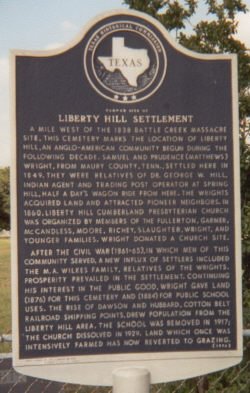 TEXAS HISTORICAL COMMISSION
TEXAS
SITE OF
LIBERTY HILL SETTLEMENT
A MILE WEST OF THE 1838 BATTLE CREEK MASSACRE
SITE, THIS CEMETERY MARKS THE LOCATION OF LIBERTY
HILL, AN ANGLO-AMERICAN COMMUNITY BEGUN DURING THE
FOLLOWING DECADE. SAMUEL AND PRUDENCE (MATTHEWS)
WRIGHT, FROM MAURY COUNTY, TENN., SETTLED HERE IN
1849. THEY WERE RELATIVES OF DR. GEORGE W. HILL,
INDIAN AGENT AND TRADING POST OPERATOR AT SPRING
HILL, HALF A DAY'S WAGON RIDE FROM HERE. THE WRIGHTS
ACQUIRED LAND AND ATTRACTED PIONEER NEIGHBORS. IN
1860, LIBERTY HILL CUMBERLAND PRESBYTERIAN CHURCH
WAS ORGANIZED BY MEMBERS OF THE FULLERTON, GARNER,
MCCANDLESS, MOORE, RICHEY, SLAUGHTER, WRIGHT, AND
YOUNGER FAMILIES. WRIGHT DONATED A CHURCH SITE.
AFTER THE CIVIL WAR (1861-65), IN WHICH MEN OF THIS
COMMUNITY SERVED, A NEW INFLUX OF SETTLERS INCLUDED
THE M.A. WILKES FAMILY, RELATIVES OF THE WRIGHTS.
PROSPERITY PREVAILED IN THE SETTLEMENT. CONTINUING
HIS INTEREST IN THE PUBLIC GOOD, WRIGHT GAVE LAND
(1876) FOR THIS CEMETERY AND (1884) FOR PUBLIC SCHOOL
USES. THE RISE OF DAWSON AND HUBBARD, COTTON BELT
RAILROAD SHIPPING POINTS, DREW POPULATION FROM THE
LIBERTY HILL AREA. THE SCHOOL WAS REMOVED IN 1917;
THE CHURCH DISSOLVED IN 1929. LAND WHICH ONCE WAS
INTENSIVELY FARMED HAS NOW REVERTED TO GRAZING.